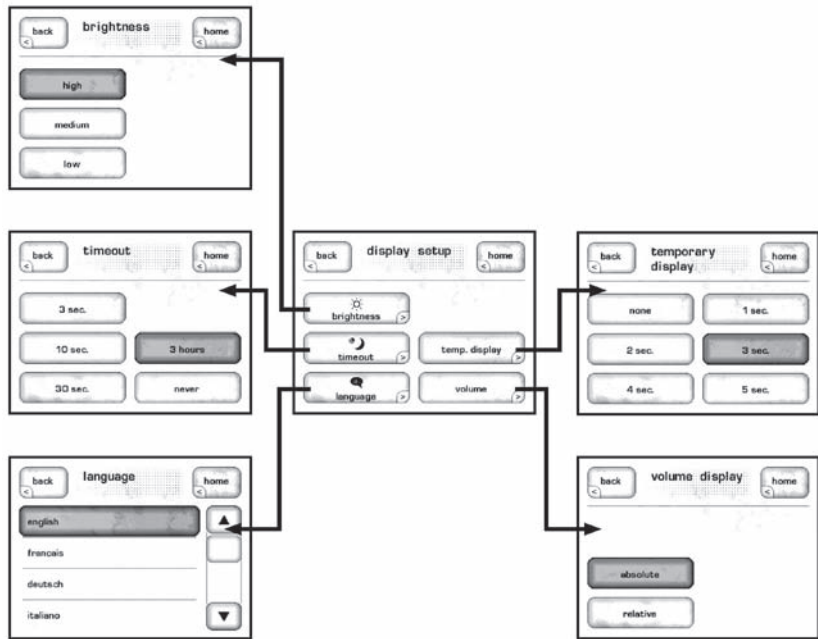 back
brightness
home
high
medium
low
back
timeout
home
3 sec.
10 sec.
3 hours
30 sec.
never
back
display setup
home
brightness
timeout
temp. display
language
volume
back
temporary
display
home
none
1 sec.
2 sec.
3 sec.
4 sec.
5 sec.
back
language
home
english
francais
deutsch
italiano
back
volume display
home
absolute
relative